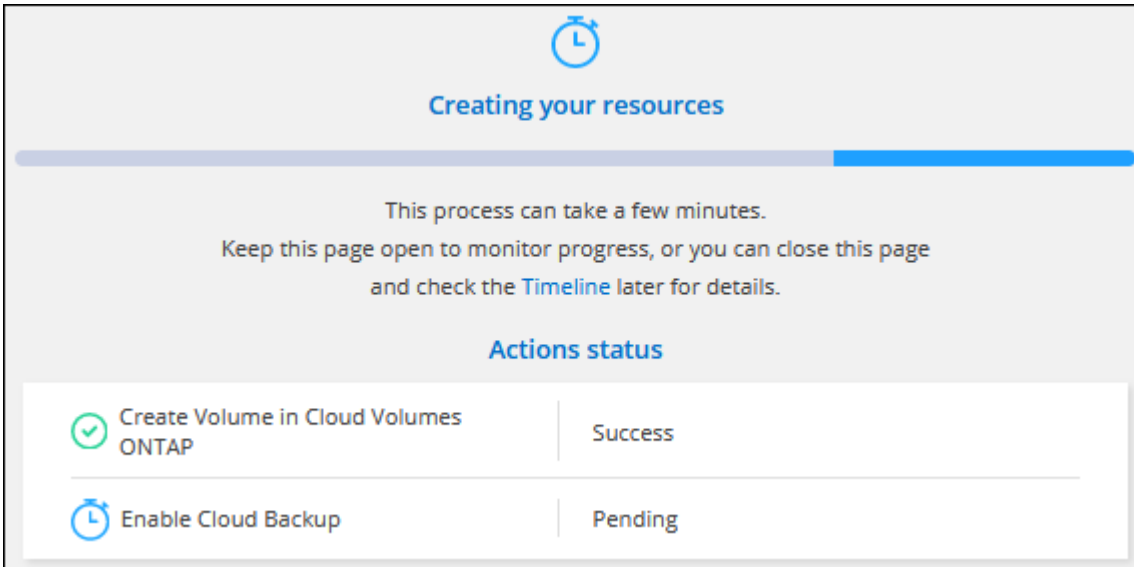 Creating your resources
This process can take a few minutes.
Keep this page open to monitor progress, or you can close this page
and check the Timeline later for details.
Actions status
Create Volume in Cloud Volumes
ONTAP
Success
Enable Cloud Backup
Pending